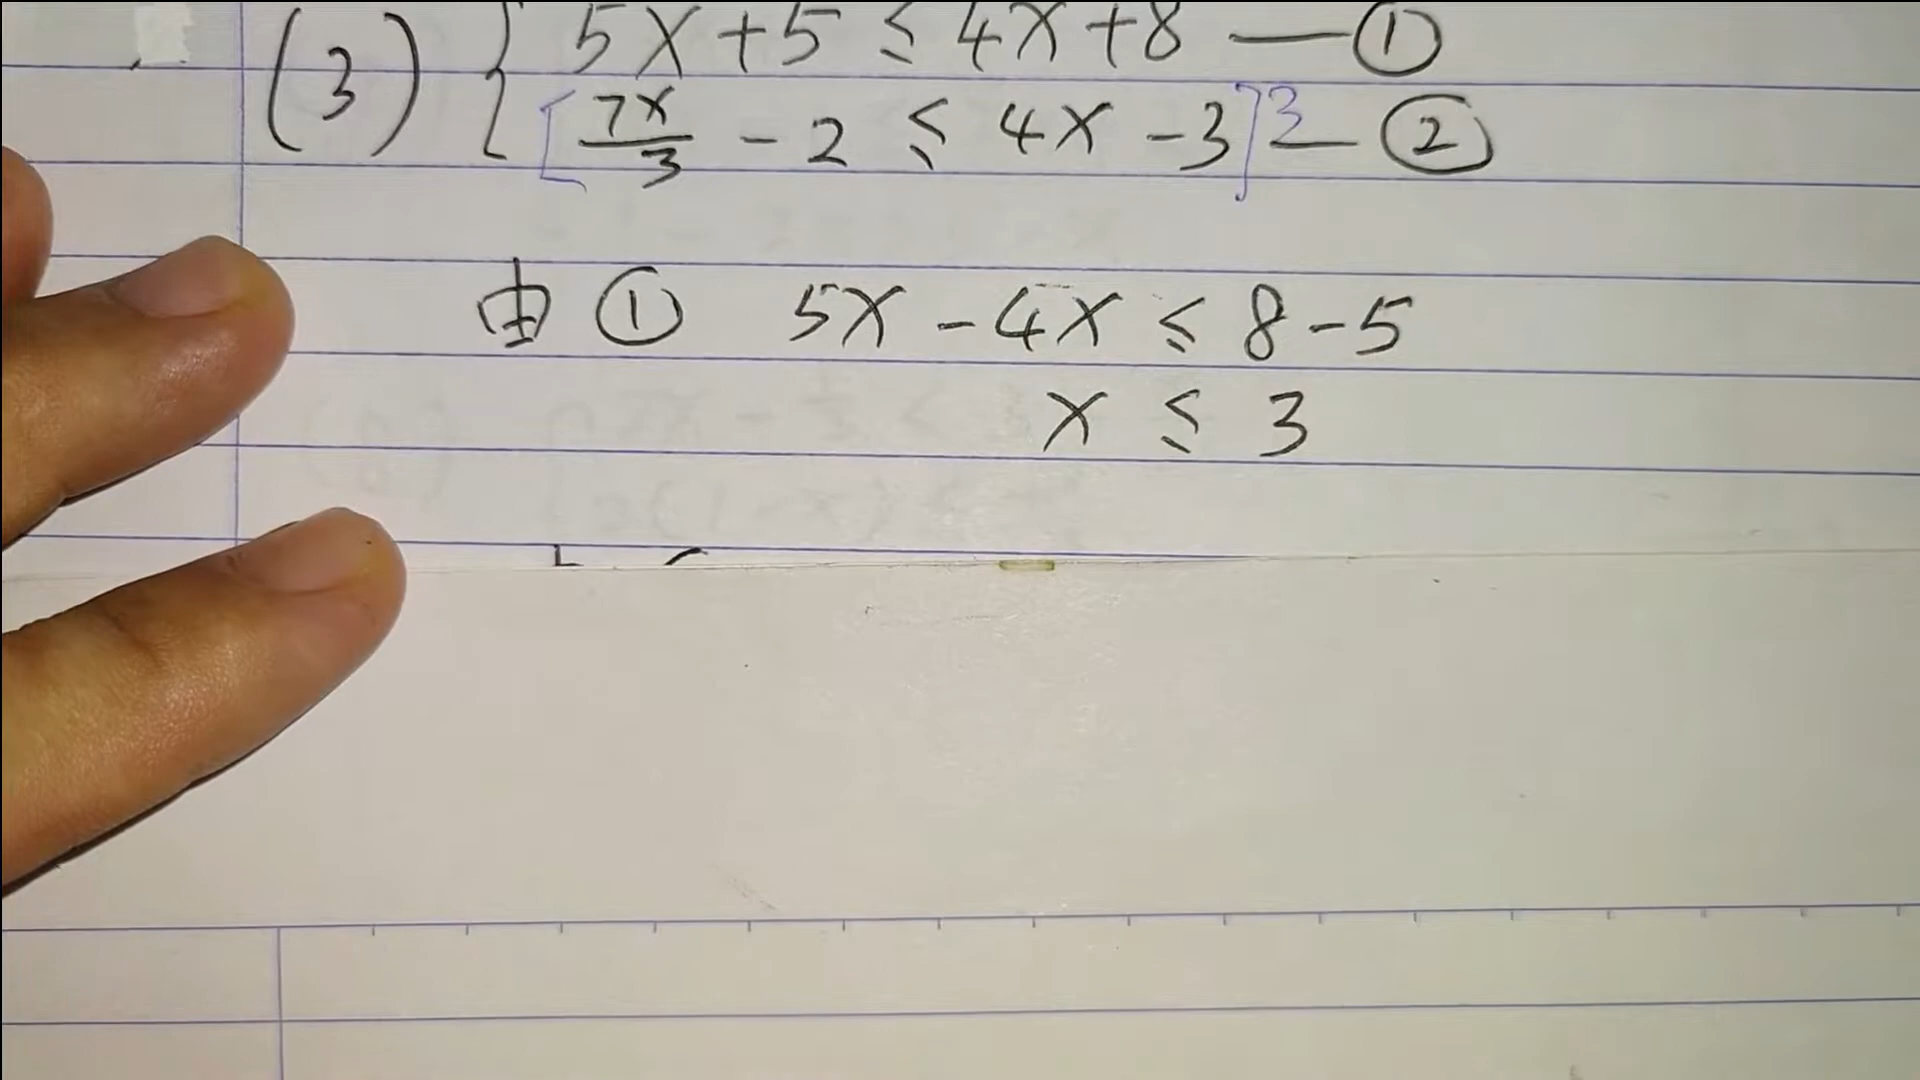 (3) { 5x + 5 ≤ 4x + 8 — ①
[ 7x/3 - 2 ≤ 4x - 3 ] 3 — ②
由 ① 5x - 4x ≤ 8 - 5
x ≤ 3